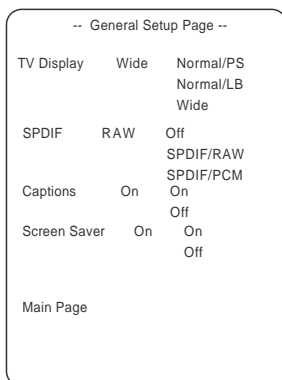 -- General Setup Page --
TV Display Wide Normal/PS
Normal/LB
Wide
SPDIF RAW Off
SPDIF/RAW
SPDIF/PCM
Captions On On
Off
Screen Saver On On
Off
Main Page